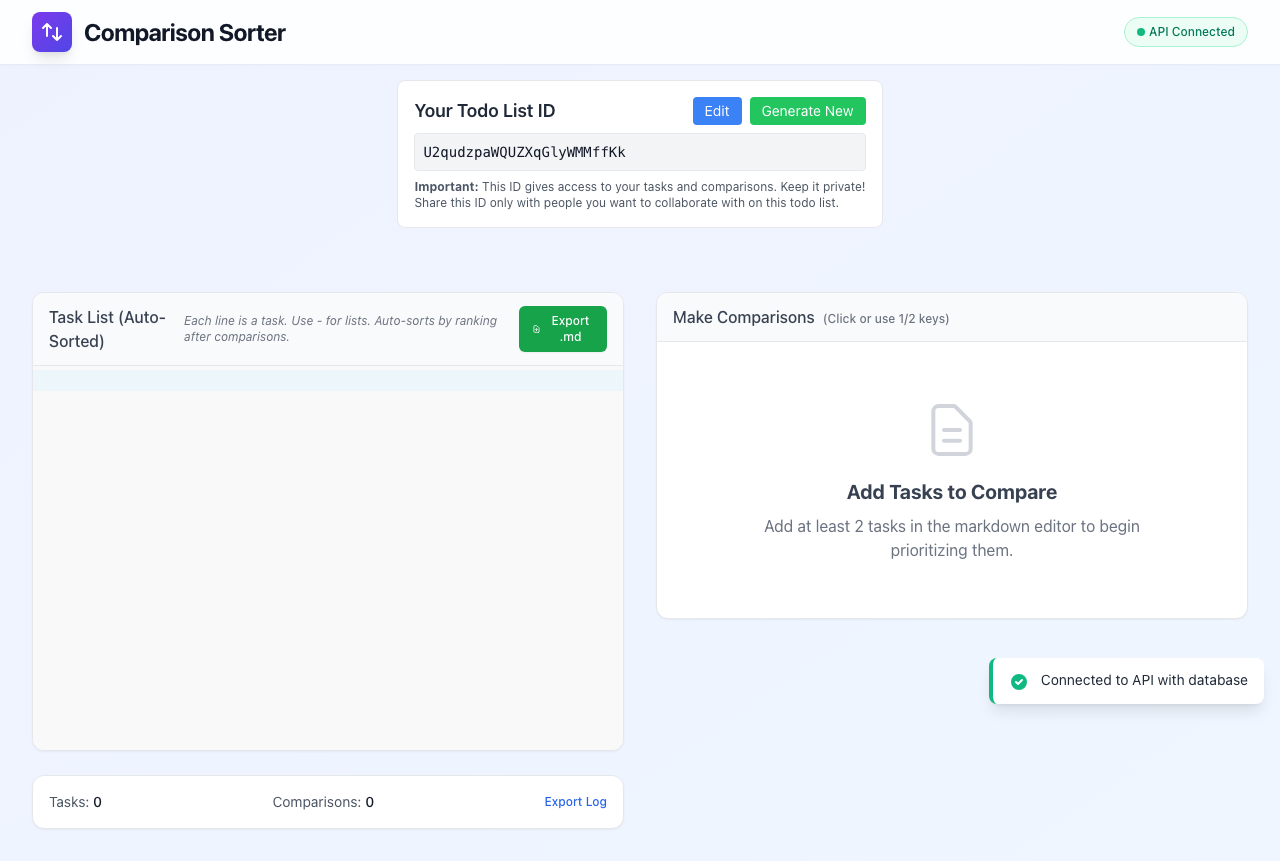 Comparison Sorter
API Connected
Your Todo List ID
Edit
Generate New
U2qudzpaWQUZXqGlyWMMffKk
Important: This ID gives access to your tasks and comparisons. Keep it private!
Share this ID only with people you want to collaborate with on this todo list.
Task List (Auto-
Sorted)
Each line is a task. Use - for lists. Auto-sorts by ranking
after comparisons.
Export
.md
Make Comparisons (Click or use 1/2 keys)
Add Tasks to Compare
Add at least 2 tasks in the markdown editor to begin
prioritizing them.
Connected to API with database
Tasks: 0
Comparisons: 0
Export Log